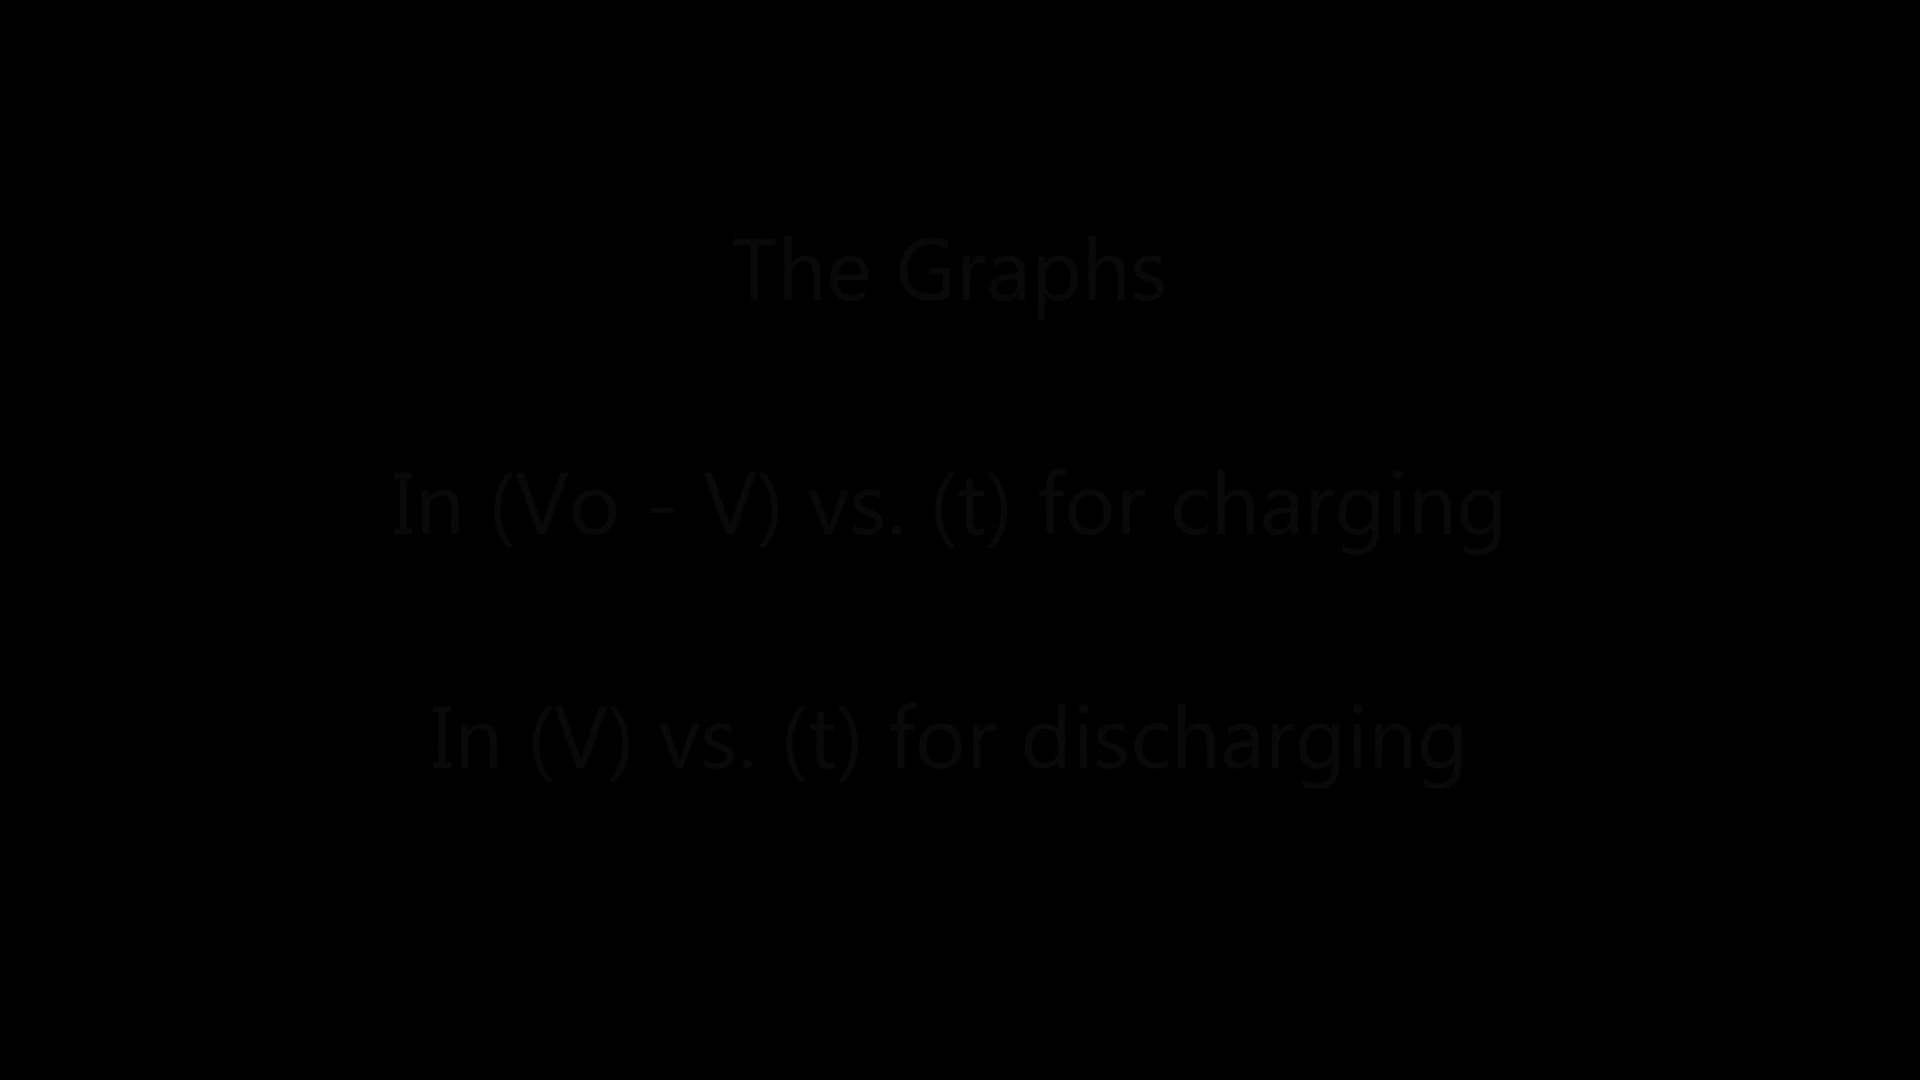 The Graphs
In (Vo - V) vs. (t) for charging
In (V) vs. (t) for discharging